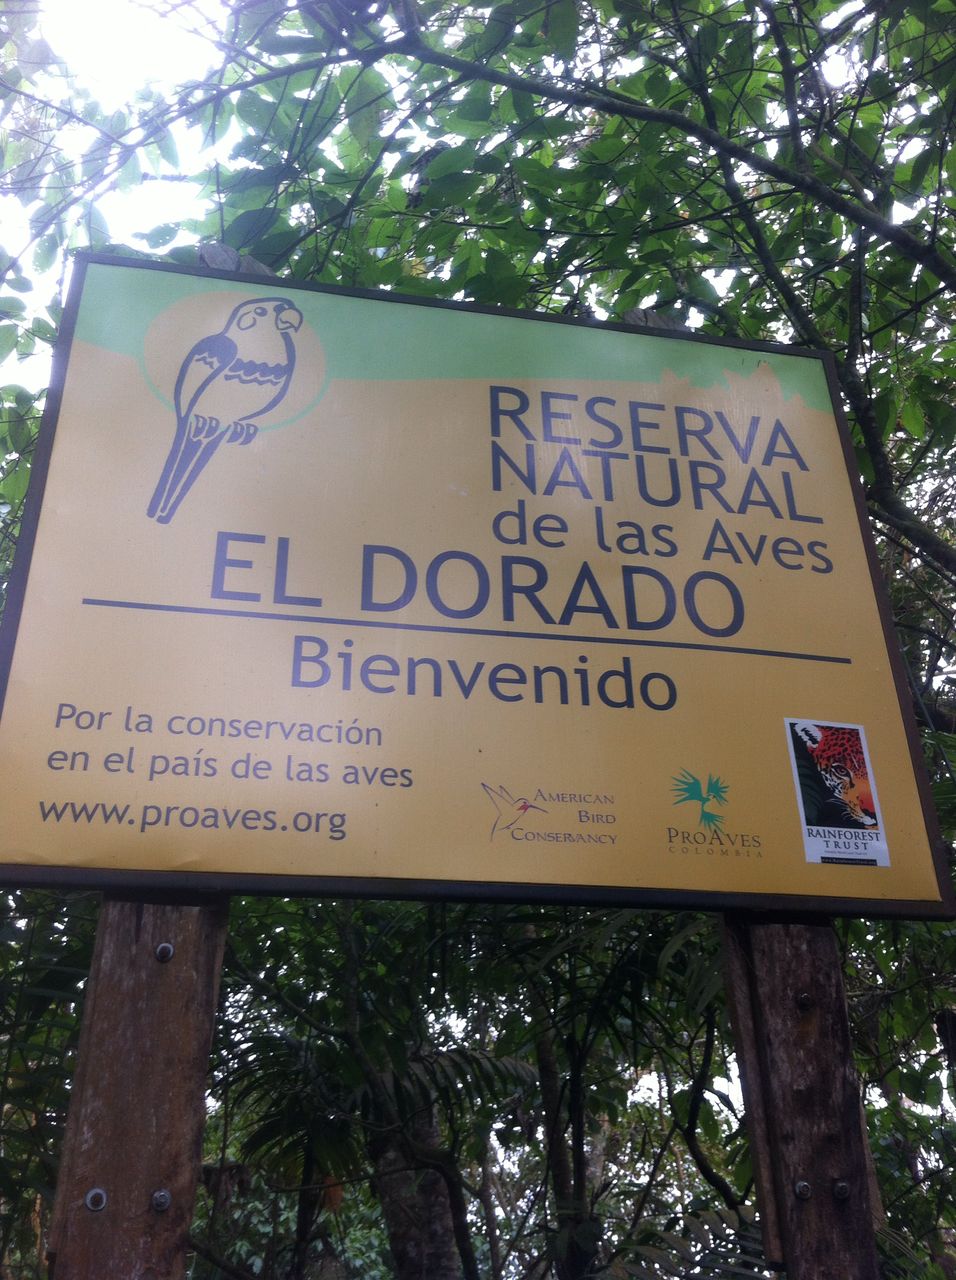 RESERVA
NATURAL
de las Aves
EL DORADO
Bienvenido
Por la conservación
en el país de las aves
www.proaves.org
AMERICAN
BIRD
CONSERVANCY
PROAVES
COLOMBIA
RAINFOREST
TRUST